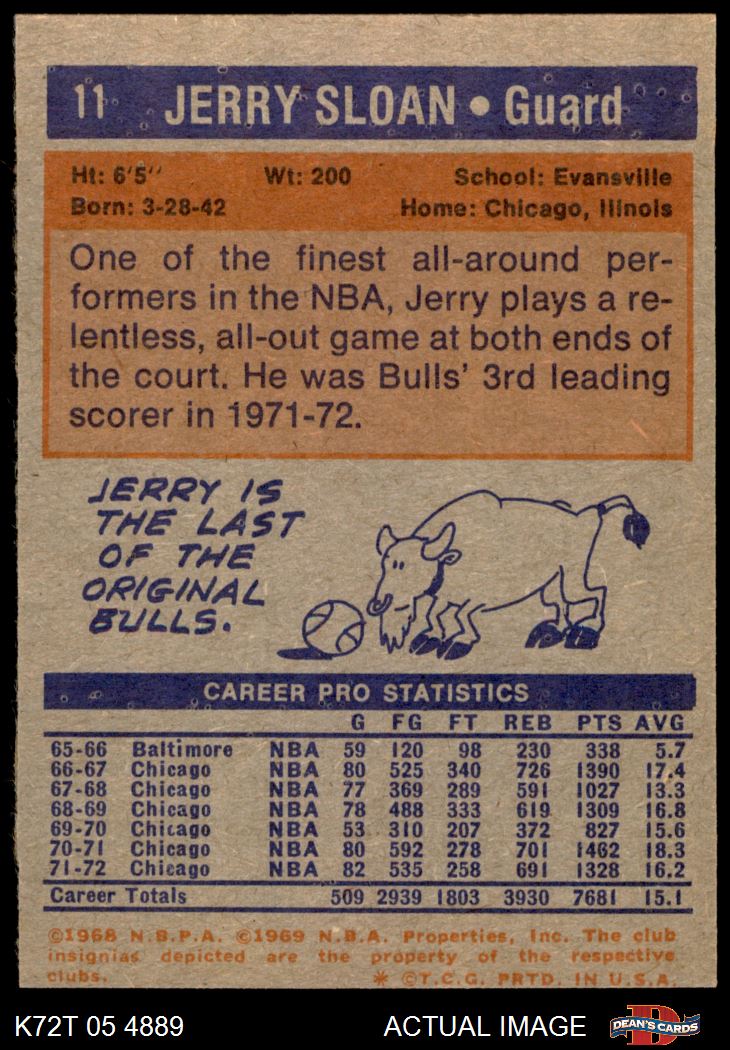 11 JERRY SLOAN • Guard
Ht: 6'5" Wt: 200 School: Evansville
Born: 3-28-42 Home: Chicago, Illinois
One of the finest all-around per-
formers in the NBA, Jerry plays a re-
lentless, all-out game at both ends of
the court. He was Bulls' 3rd leading
scorer in 1971-72.
JERRY IS
THE LAST
OF THE
ORIGINAL
BULLS.
CAREER PRO STATISTICS
G FG FT REB PTS AVG
65-66 Baltimore NBA 59 120 98 230 338 5.7
66-67 Chicago NBA 80 525 340 726 1390 17.4
67-68 Chicago NBA 77 369 289 591 1027 13.3
68-69 Chicago NBA 78 488 333 619 1309 16.8
69-70 Chicago NBA 53 310 207 372 827 15.6
70-71 Chicago NBA 80 592 278 701 1462 18.3
71-72 Chicago NBA 82 535 258 691 1328 16.2
Career Totals 509 2939 1803 3930 7681 15.1
©1968 N.B.P.A. ©1969 N.B.A. Properties, Inc. The club
insignias depicted are the property of the respective
clubs. * ©T.C.G. PRTD. IN U.S.A.
K72T 05 4889 ACTUAL IMAGE DEAN'S CARDS